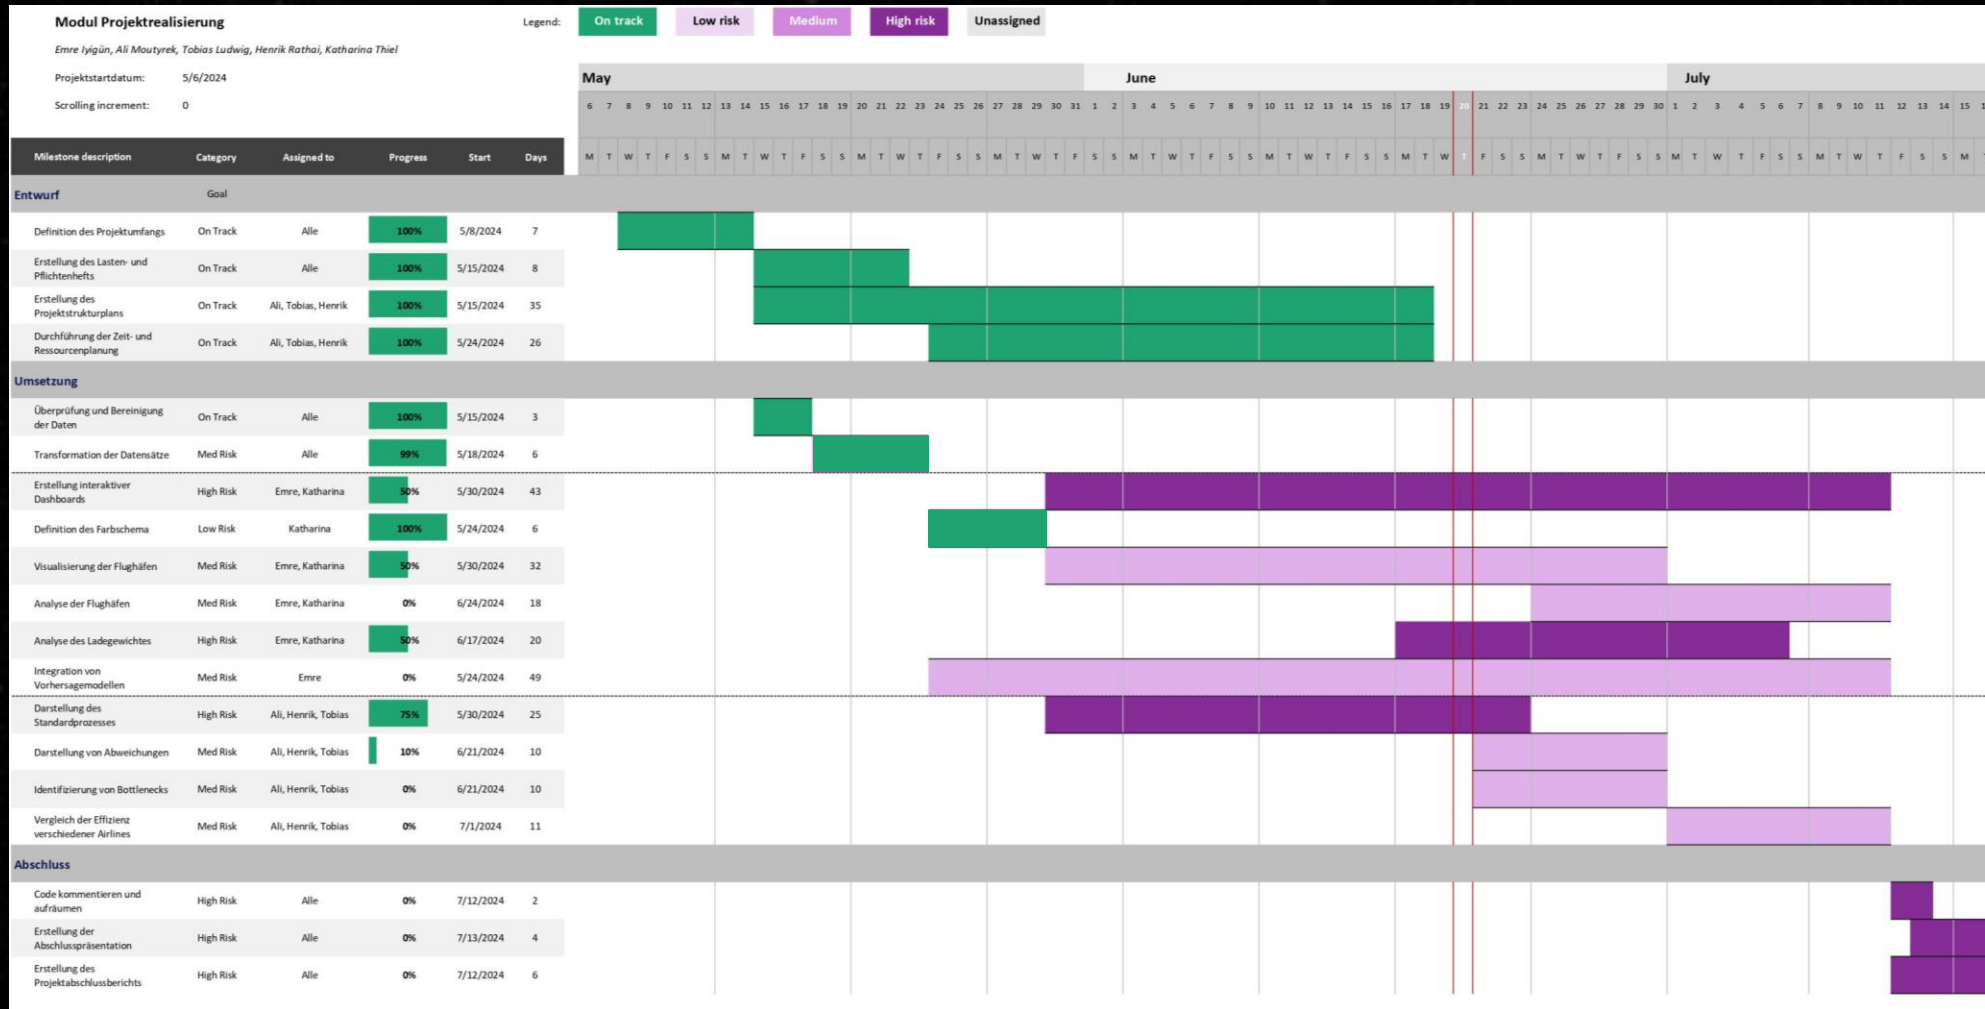 Modul Projektrealisierung
Legend:
On track
Low risk
Medium
High risk
Unassigned
Emre Iyigün, Ali Moutyrek, Tobias Ludwig, Henrik Rathai, Katharina Thiel
Projektstartdatum: 5/6/2024
May June July
Scrolling increment: 0
6 7 8 9 10 11 12 13 14 15 16 17 18 19 20 21 22 23 24 25 26 27 28 29 30 31 1 2 3 4 5 6 7 8 9 10 11 12 13 14 15 16 17 18 19 20 21 22 23 24 25 26 27 28 29 30 1 2 3 4 5 6 7 8 9 10 11 12 13 14 15 1
Milestone description Category Assigned to Progress Start Days
M T W T F S S M T W T F S S M T W T F S S M T W T F S S M T W T F S S M T W T F S S M T W T F S S M T W T F S S M T W T F S S M T W T F S S M
Entwurf Goal
Definition des Projektumfangs On Track Alle 100% 5/8/2024 7
Erstellung des Lasten- und
Pflichtenhefts On Track Alle 100% 5/15/2024 8
Erstellung des
Projektstrukturplans On Track Ali, Tobias, Henrik 100% 5/15/2024 35
Durchführung der Zeit- und
Ressourcenplanung On Track Ali, Tobias, Henrik 100% 5/24/2024 26
Umsetzung
Überprüfung und Bereinigung
der Daten On Track Alle 100% 5/15/2024 3
Transformation der Datensätze Med Risk Alle 99% 5/18/2024 6
Erstellung interaktiver
Dashboards High Risk Emre, Katharina 50% 5/30/2024 43
Definition des Farbschema Low Risk Katharina 100% 5/24/2024 6
Visualisierung der Flughäfen Med Risk Emre, Katharina 50% 5/30/2024 32
Analyse der Flughäfen Med Risk Emre, Katharina 0% 6/24/2024 18
Analyse des Ladegewichtes High Risk Emre, Katharina 50% 6/17/2024 20
Integration von
Vorhersagemodellen Med Risk Emre 0% 5/24/2024 49
Darstellung des
Standardprozesses High Risk Ali, Henrik, Tobias 75% 5/30/2024 25
Darstellung von Abweichungen Med Risk Ali, Henrik, Tobias 10% 6/21/2024 10
Identifizierung von Bottlenecks Med Risk Ali, Henrik, Tobias 0% 6/21/2024 10
Vergleich der Effizienz
verschiedener Airlines Med Risk Ali, Henrik, Tobias 0% 7/1/2024 11
Abschluss
Code kommentieren und
aufräumen High Risk Alle 0% 7/12/2024 2
Erstellung der
Abschlusspräsentation High Risk Alle 0% 7/13/2024 4
Erstellung des
Projektabschlussberichts High Risk Alle 0% 7/12/2024 6